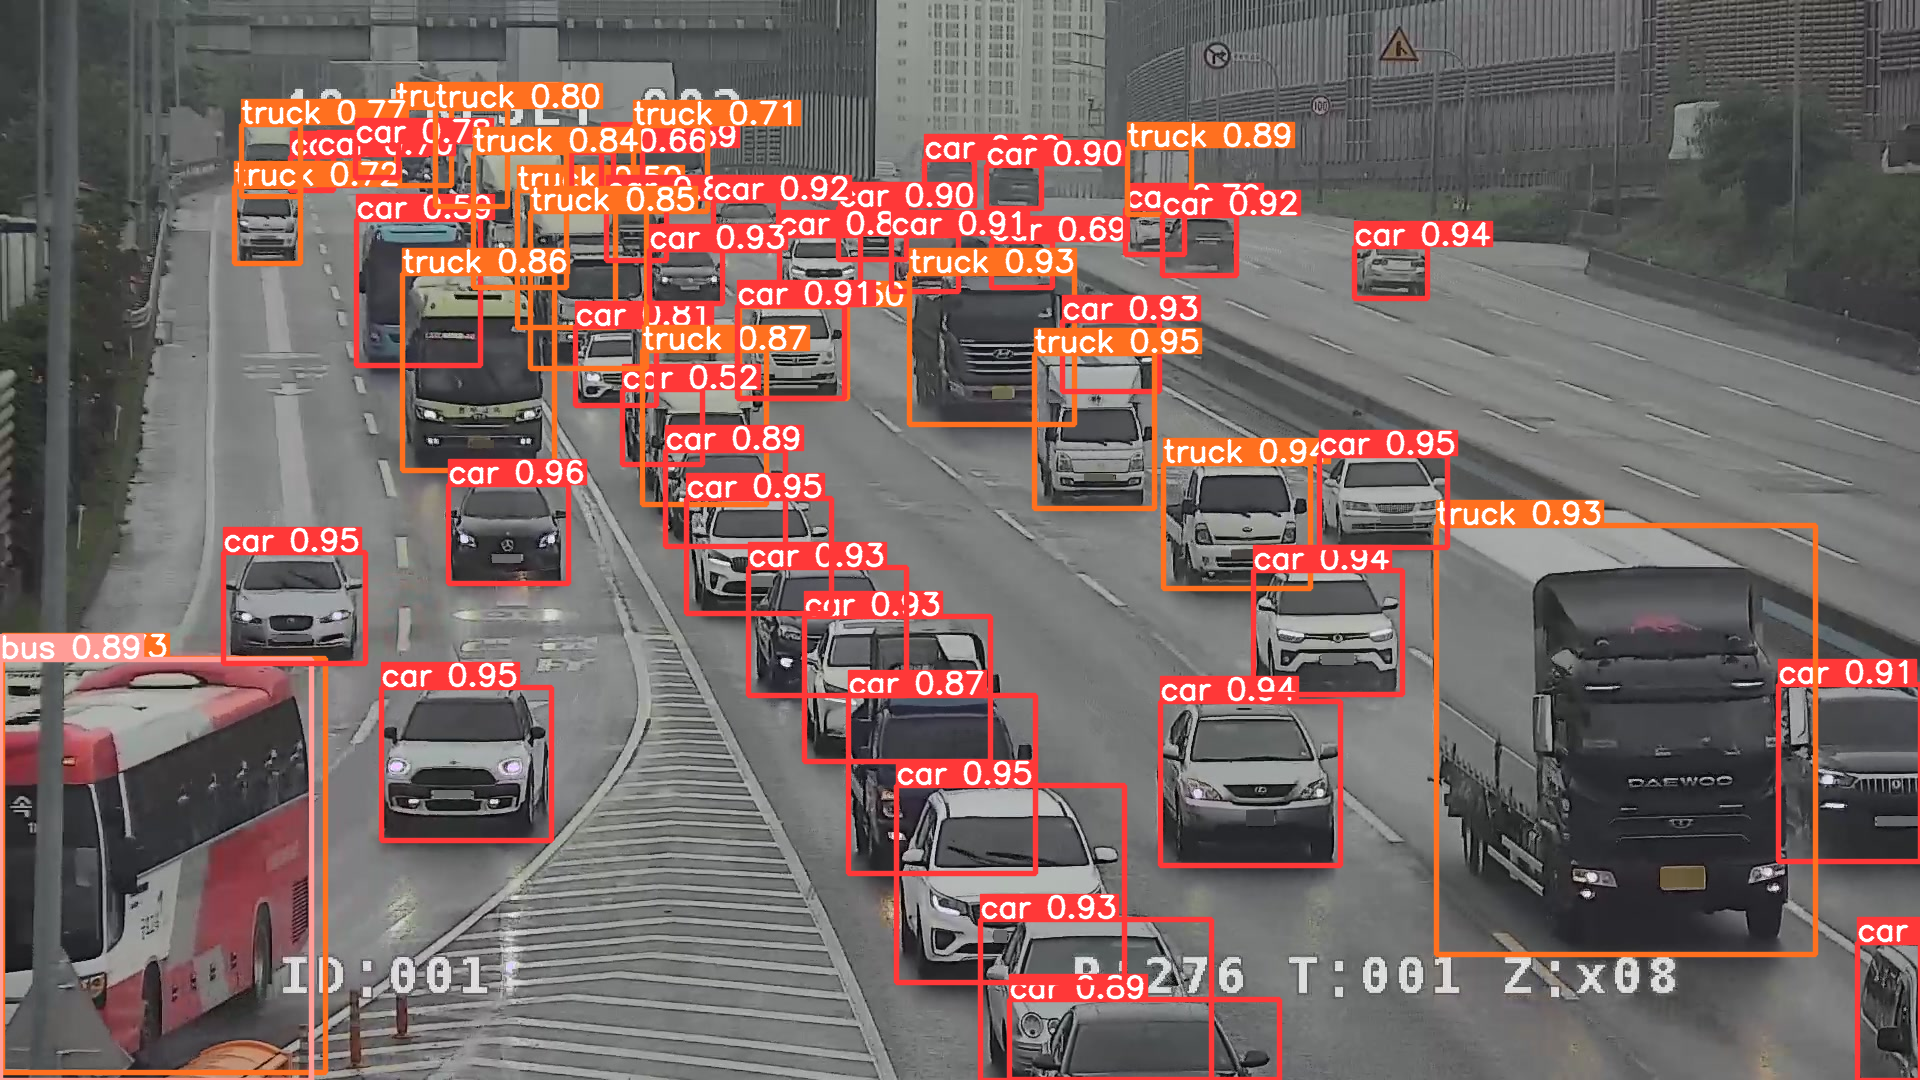 truck 0.80
truck 0.77
truck 0.71
car 0.78
truck 0.84
0.66
truck 0.89
car 0.90
truck 0.72
car 0.92
car 0.90
car 0.92
truck 0.85
car 0.59
car 0.8
car 0.91
0.69
car 0.93
car 0.94
truck 0.86
truck 0.93
car 0.91
car 0.93
car 0.81
truck 0.87
truck 0.95
car 0.52
car 0.89
truck 0.94
car 0.95
car 0.96
car 0.95
truck 0.93
car 0.95
car 0.93
car 0.94
car 0.93
bus 0.89
car 0.95
car 0.87
car 0.94
car 0.91
100
DAEWOO
car 0.95
car 0.93
car
ID:001
P:276 T:001 Z:x08
car 0.89